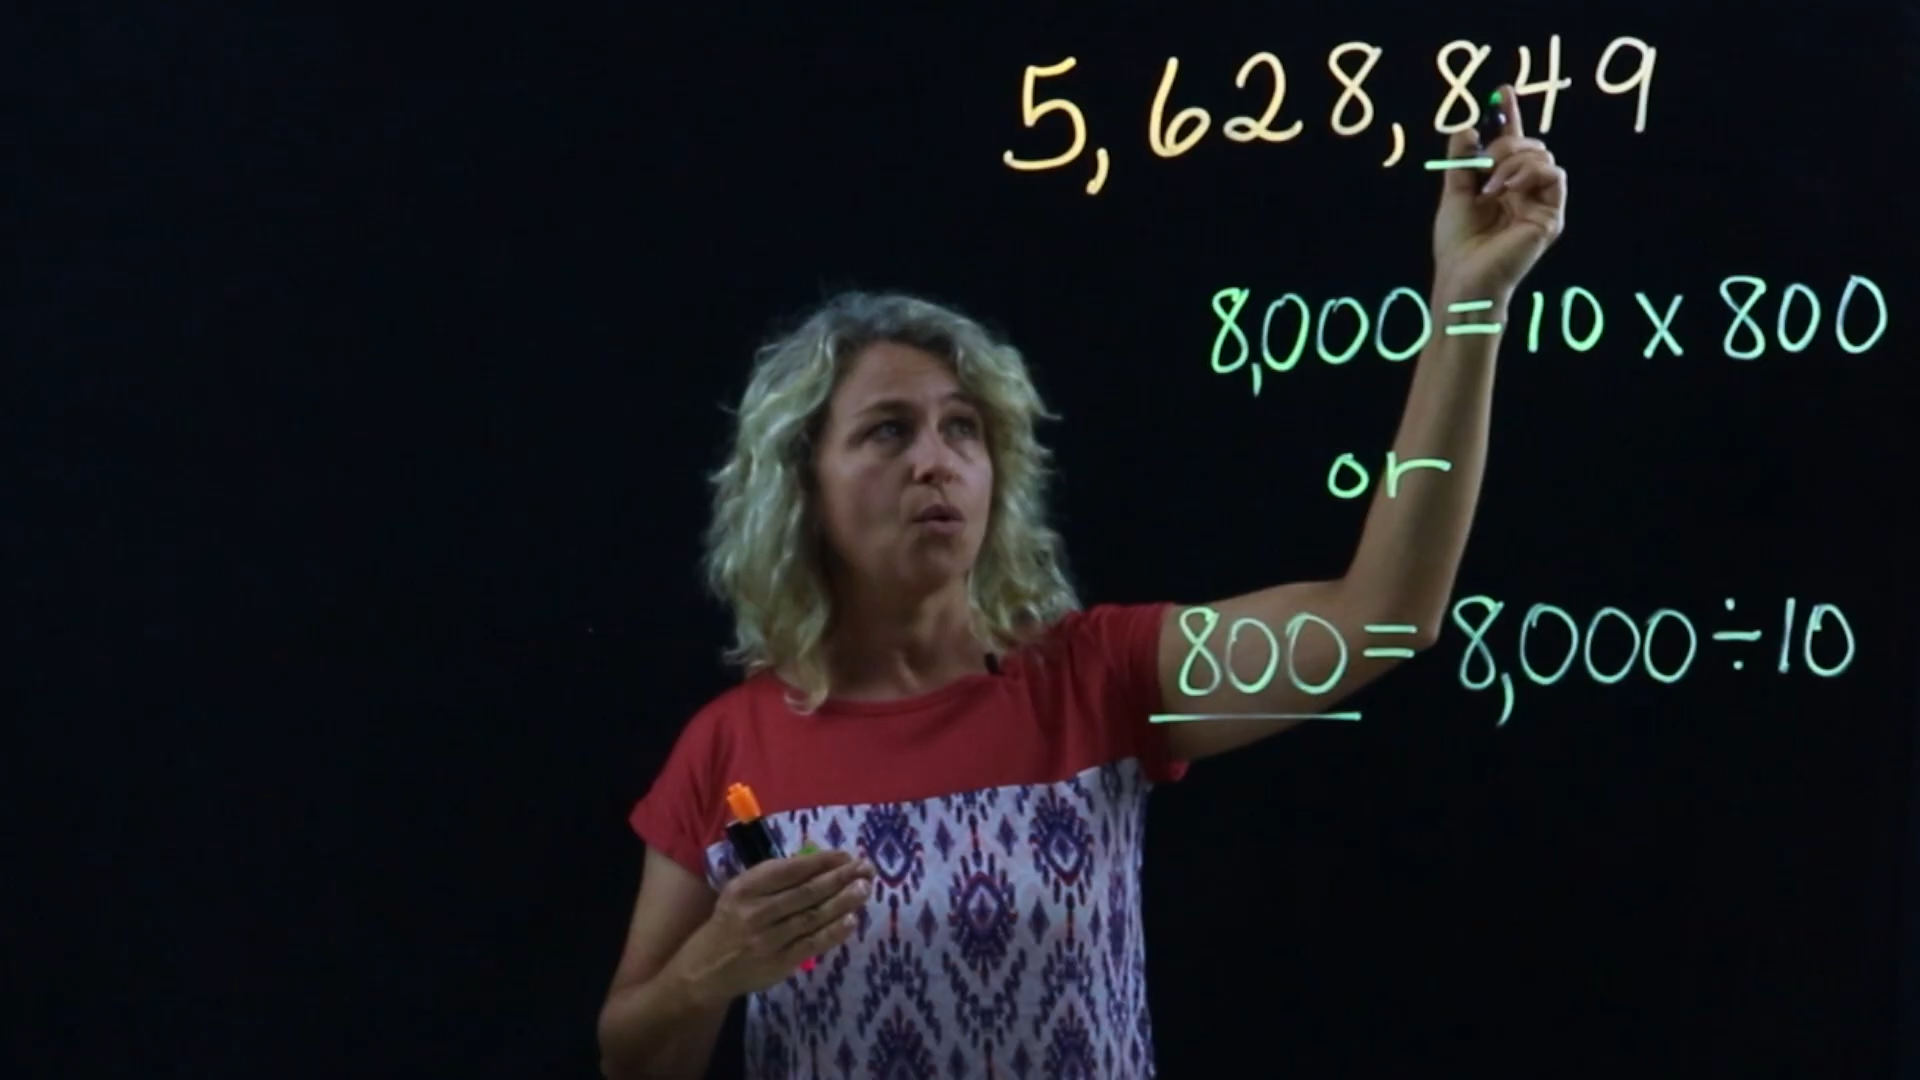 5,628,849
8,000 = 10 x 800
or
800 = 8,000 ÷ 10